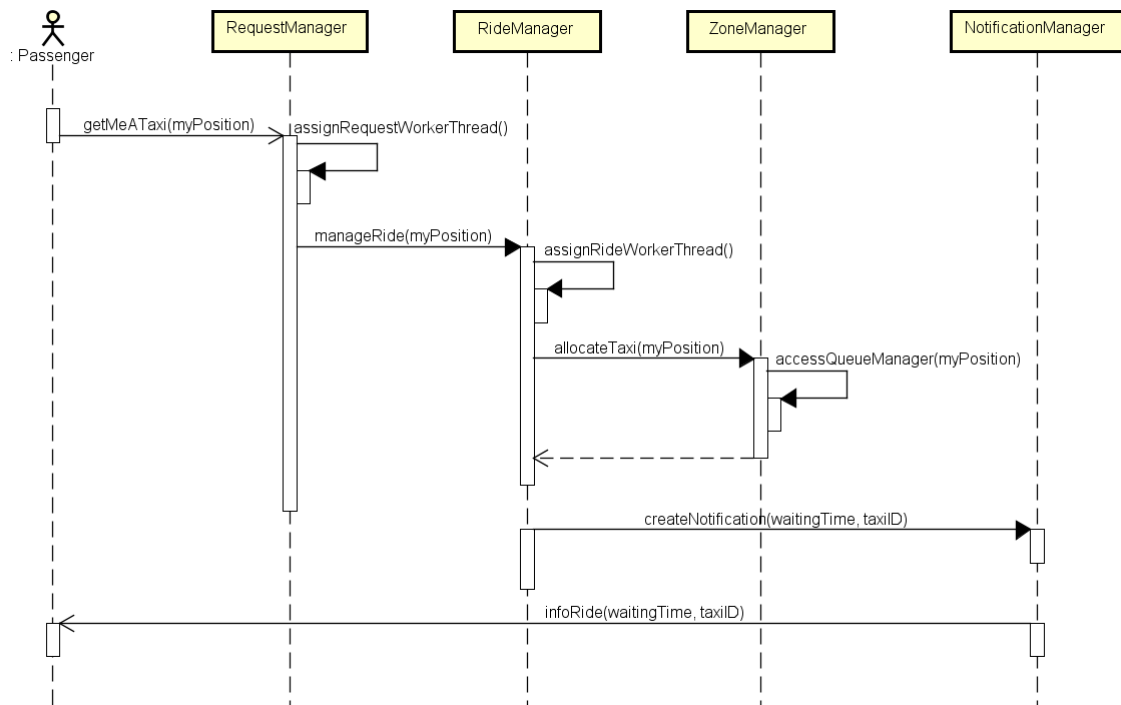 RequestManager
RideManager
ZoneManager
NotificationManager
: Passenger
getMeATaxi(myPosition)
assignRequestWorkerThread()
manageRide(myPosition)
assignRideWorkerThread()
allocateTaxi(myPosition)
accessQueueManager(myPosition)
createNotification(waitingTime, taxiID)
infoRide(waitingTime, taxiID)